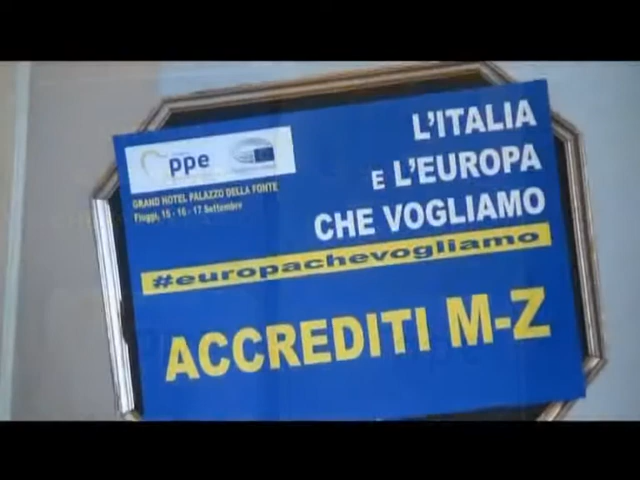 ppe
GRAND HOTEL PALAZZO DELLA FONTE
Fiuggi, 15 - 16 - 17 Settembre
L'ITALIA
E L'EUROPA
CHE VOGLIAMO
#europachevogliamo
ACCREDITI M-Z